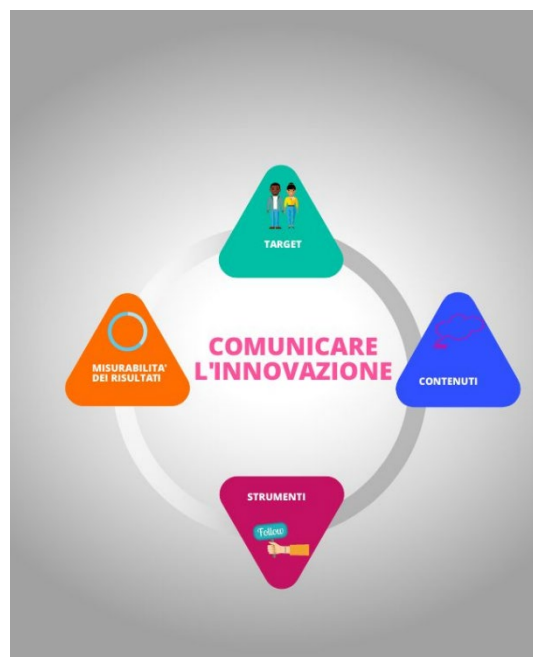 TARGET
COMUNICARE
L'INNOVAZIONE
MISURABILITA'
DEI RISULTATI
CONTENUTI
STRUMENTI
Follow